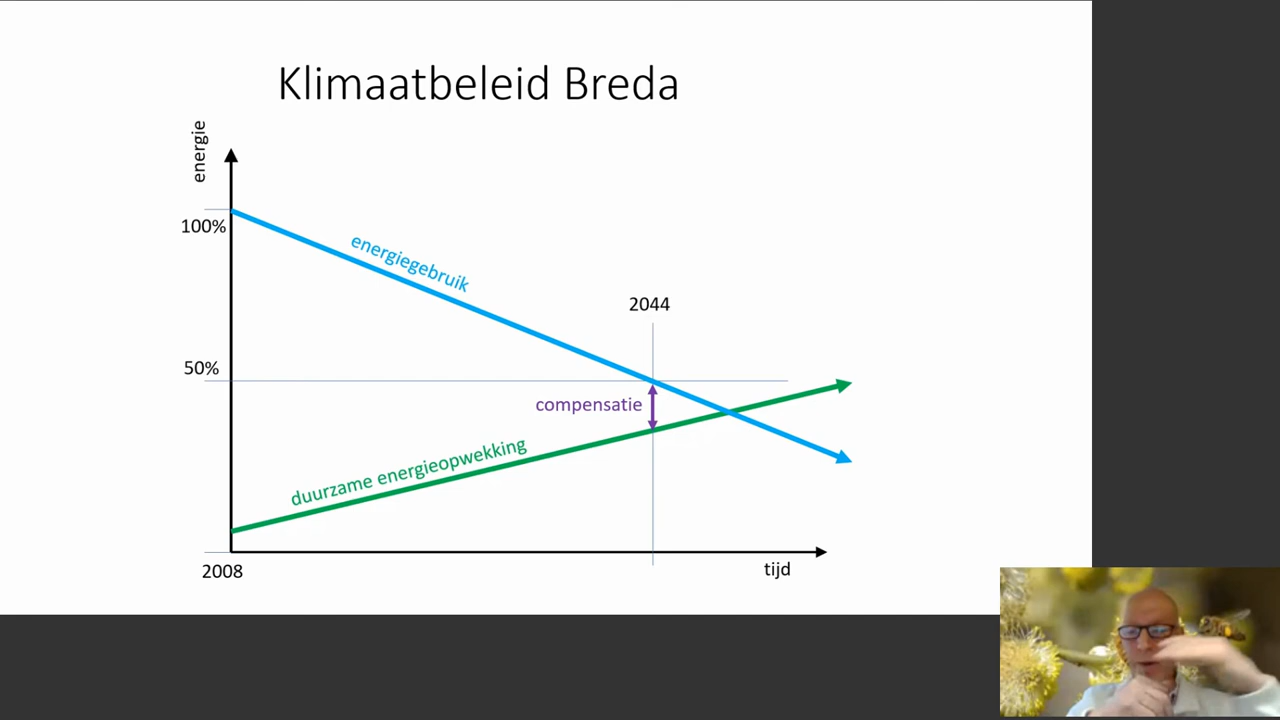 Klimaatbeleid Breda
energie
100%
energiegebruik
2044
50%
compensatie
duurzame energieopwekking
2008
tijd